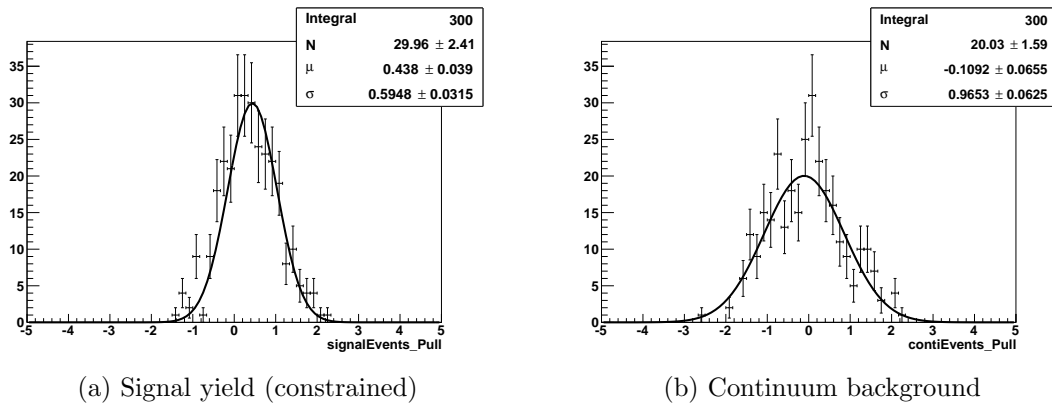 Integral 300
N 29.96 ± 2.41
μ 0.438 ± 0.039
σ 0.5948 ± 0.0315
35
30
25
20
15
10
5
0
-5 -4 -3 -2 -1 0 1 2 3 4 5
signalEvents_Pull
(a) Signal yield (constrained)
Integral 300
N 20.03 ± 1.59
μ -0.1092 ± 0.0655
σ 0.9653 ± 0.0625
35
30
25
20
15
10
5
0
-5 -4 -3 -2 -1 0 1 2 3 4 5
contiEvents_Pull
(b) Continuum background